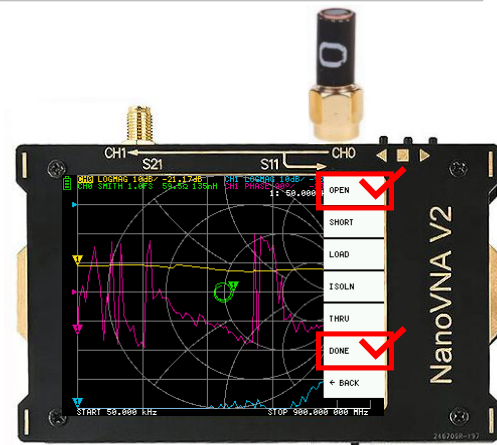 O
CH1 CH0
S21 S11
CH0 LOGMAG 10dB/ -21.17dB CH1 LOGMAG 10dB/
CH0 SMITH 1.0FS 59.5Ω 135nH CH1 PHASE 90°/
1: 50.000
OPEN
SHORT
LOAD
ISOLN
THRU
DONE
← BACK
START 50.000 kHz STOP 900.000 000 MHz
NanoVNA V2